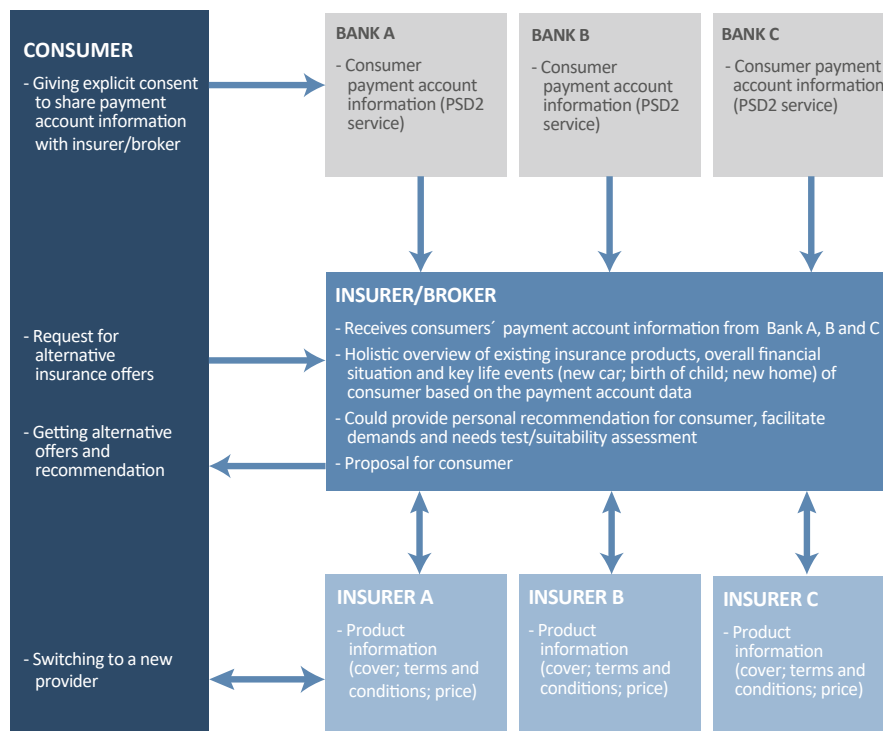 CONSUMER
- Giving explicit consent
to share payment
account information
with insurer/broker
- Request for
alternative
insurance offers
- Getting alternative
offers and
recommendation
- Switching to a new
provider
BANK A
- Consumer
payment account
information (PSD2
service)
BANK B
- Consumer
payment account
information (PSD2
service)
BANK C
- Consumer payment
account information
(PSD2 service)
INSURER/BROKER
- Receives consumers´ payment account information from Bank A, B and C
- Holistic overview of existing insurance products, overall financial
situation and key life events (new car; birth of child; new home) of
consumer based on the payment account data
- Could provide personal recommendation for consumer, facilitate
demands and needs test/suitability assessment
- Proposal for consumer
INSURER A
- Product
information
(cover; terms and
conditions; price)
INSURER B
- Product
information
(cover; terms and
conditions; price)
INSURER C
- Product
information
(cover; terms and
conditions; price)